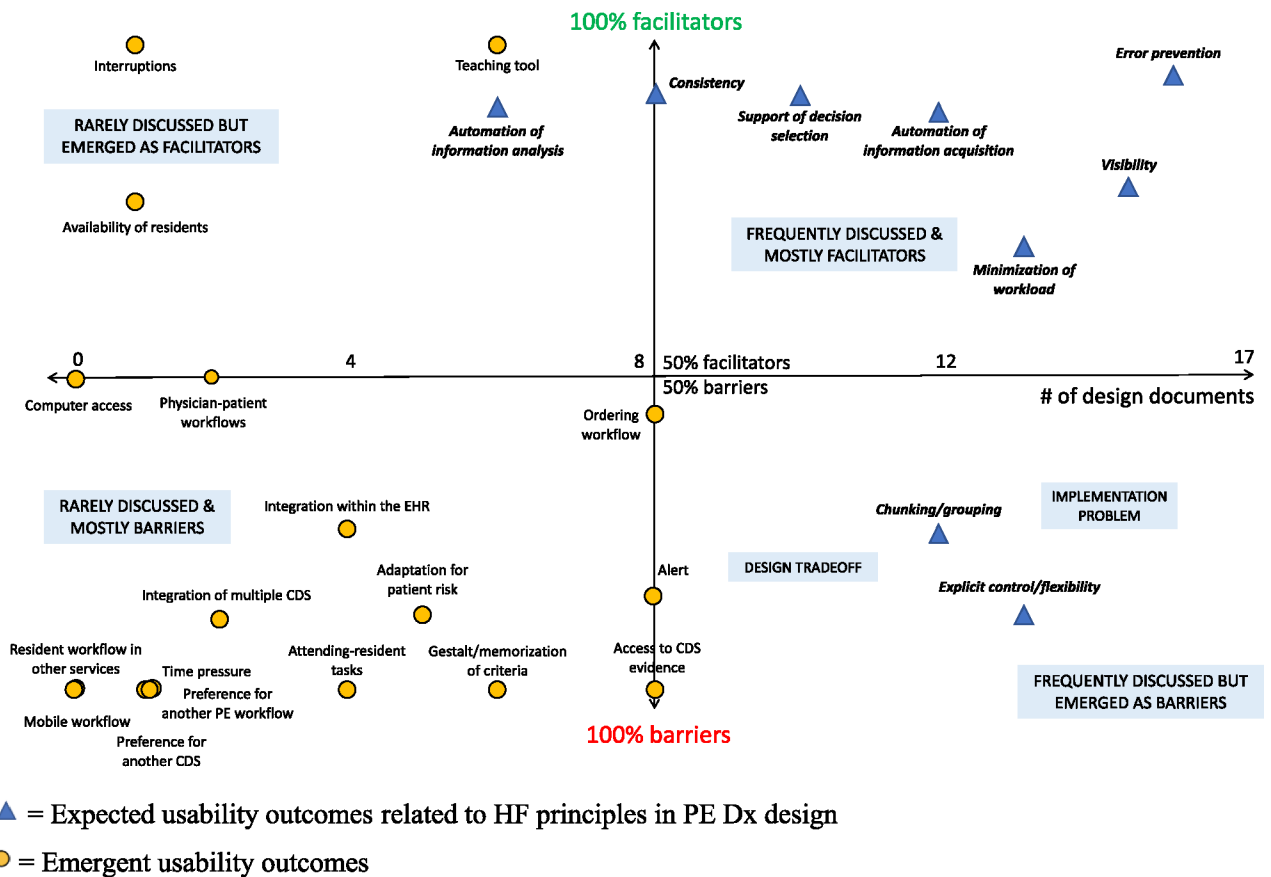 100% facilitators
Interruptions
Teaching tool
Consistency
Error prevention
RARELY DISCUSSED BUT
EMERGED AS FACILITATORS
Automation of
information analysis
Support of decision
selection
Automation of
information acquisition
Visibility
Availability of residents
FREQUENTLY DISCUSSED &
MOSTLY FACILITATORS
Minimization of
workload
0
4
8
50% facilitators
12
17
50% barriers
# of design documents
Computer access
Physician-patient
workflows
Ordering
workflow
RARELY DISCUSSED &
MOSTLY BARRIERS
Integration within the EHR
Chunking/grouping
IMPLEMENTATION
PROBLEM
DESIGN TRADEOFF
Adaptation for
patient risk
Alert
Integration of multiple CDS
Explicit control/flexibility
Resident workflow in
other services
Time pressure
Attending-resident
tasks
Gestalt/memorization
of criteria
Access to CDS
evidence
Preference for
another PE workflow
Mobile workflow
Preference for
another CDS
FREQUENTLY DISCUSSED BUT
EMERGED AS BARRIERS
100% barriers
= Expected usability outcomes related to HF principles in PE Dx design
= Emergent usability outcomes